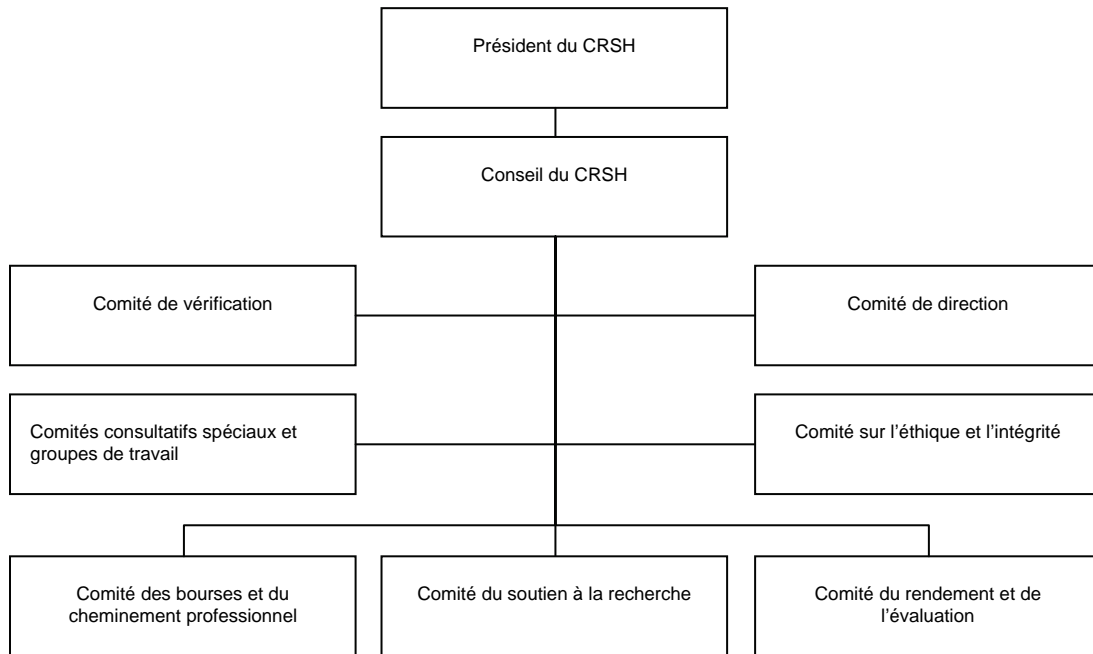 Président du CRSH
Conseil du CRSH
Comité de vérification
Comité de direction
Comités consultatifs spéciaux et
groupes de travail
Comité sur l’éthique et l’intégrité
Comité des bourses et du
cheminement professionnel
Comité du soutien à la recherche
Comité du rendement et de
l’évaluation